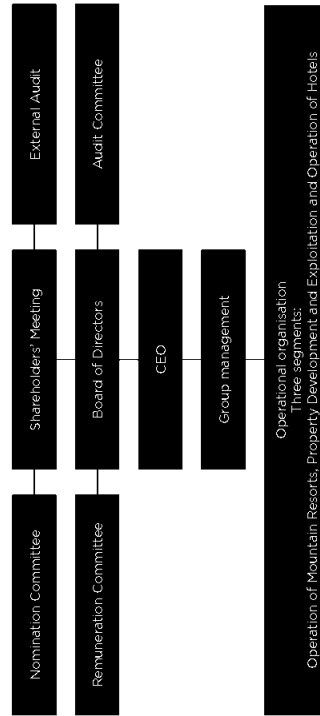 Nomination Committee
Shareholders' Meeting
External Audit
Remuneration Committee
Board of Directors
Audit Committee
CEO
Group management
Operational organisation
Three segments:
Operation of Mountain Resorts, Property Development and Exploitation and Operation of Hotels